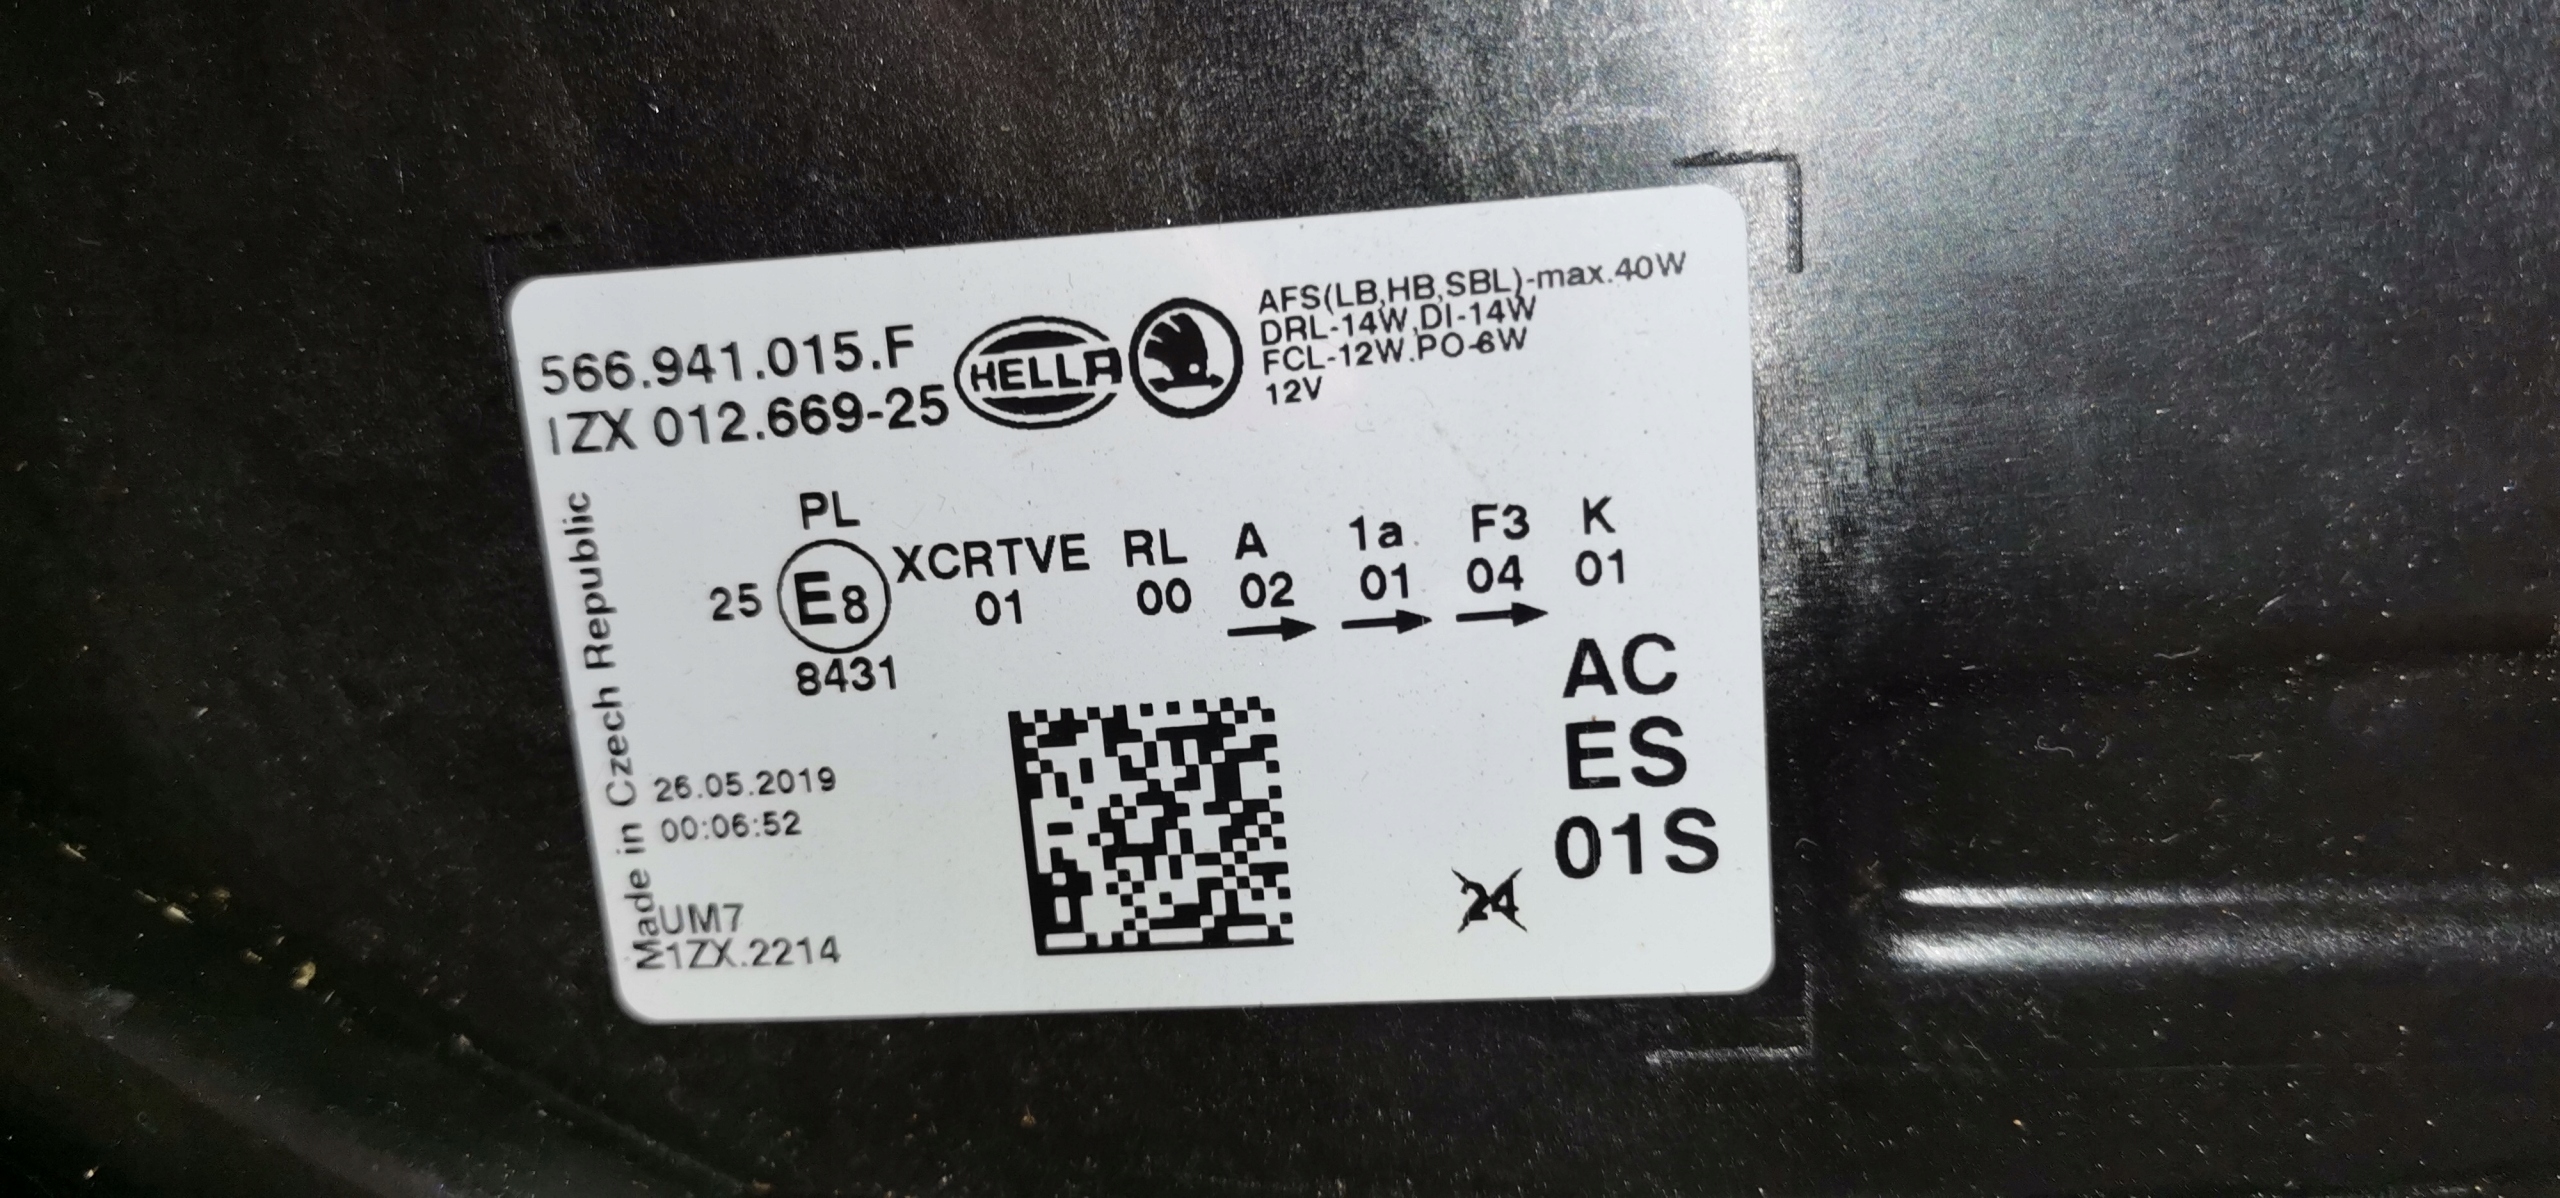 566.941.015.F
1ZX 012.669-25
HELLA
AFS(LB,HB,SBL)-max.40W
DRL-14W,DI-14W
FCL-12W.PO-6W
12V
PL
25 E8 XCRTVE RL A 1a F3 K
01 00 02 01 04 01
8431
AC
ES
01S
Made in Czech Republic
26.05.2019
00:06:52
24
UM7
1ZX.2214